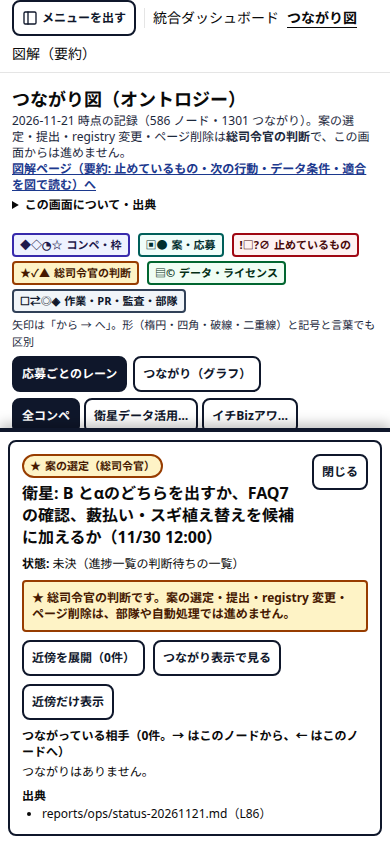 メニューを出す 統合ダッシュボード つながり図
図解（要約）
つながり図（オントロジー）
2026-11-21 時点の記録（586 ノード・1301 つながり）。案の選
定・提出・registry 変更・ページ削除は総司令官の判断で、この画
面からは進めません。
図解ページ（要約: 止めているもの・次の行動・データ条件・適合
を図で読む）へ
▶ この画面について・出典
◆◇◔☆ コンペ・枠 ▣● 案・応募 !□?⊘ 止めているもの
★✓▲ 総司令官の判断 ▤© データ・ライセンス
☐⇄◎◆ 作業・PR・監査・部隊
矢印は「から → へ」。形（楕円・四角・破線・二重線）と記号と言葉でも
区別
応募ごとのレーン つながり（グラフ）
全コンペ 衛星データ活用… イチBizアワ…
★ 案の選定（総司令官） 閉じる
衛星: B とαのどちらを出すか、FAQ7
の確認、藪払い・スギ植え替えを候補
に加えるか（11/30 12:00）
状態: 未決（進捗一覧の判断待ちの一覧）
★ 総司令官の判断です。案の選定・提出・registry 変更・
ページ削除は、部隊や自動処理では進めません。
近傍を展開（0件） つながり表示で見る
近傍だけ表示
つながっている相手（0件。→ はこのノードから、← はこのノ
ードへ）
つながりはありません。
出典
• reports/ops/status-20261121.md（L86）